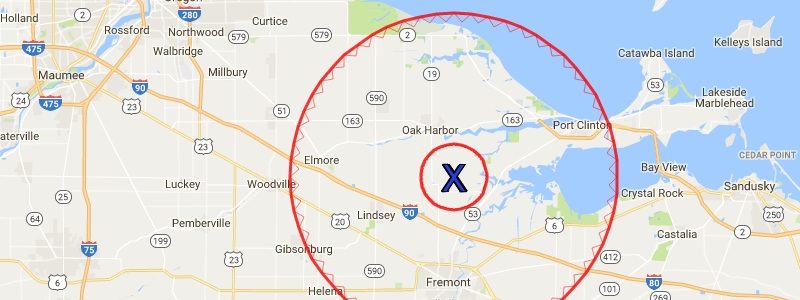 Oregon
Holland
Rossford
280
Northwood
Curtice
579
2
Kelleys Island
475
Walbridge
579
Catawba Island
Maumee
90
Millbury
19
53
Lakeside
Marblehead
24
475
23
51
590
163
163
Port Clinton
Oak Harbor
aterville
23
Elmore
CEDAR POINT
Bay View
Luckey
Woodville
X
Crystal Rock
Sandusky
64
25
Pemberville
20
Lindsey
90
53
6
250
199
23
Castalia
75
Gibsonburg
412
6
590
Fremont
80
Helena
101
269